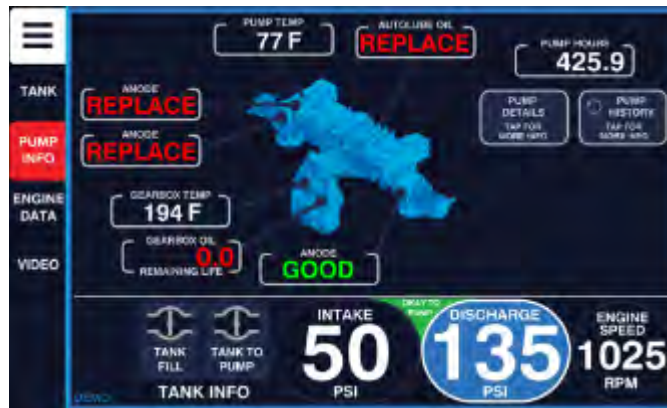 PUMP TEMP
77 F
AUTOLUBE OIL
REPLACE
PUMP HOURS
425.9
TANK
ANODE
REPLACE
PUMP
DETAILS
TAP FOR
MORE INFO
PUMP
HISTORY
TAP FOR
MORE INFO
PUMP
INFO
ANODE
REPLACE
ENGINE
DATA
GEARBOX TEMP
194 F
VIDEO
GEARBOX OIL
0.0
REMAINING LIFE
ANODE
GOOD
TANK
FILL
TANK TO
PUMP
TANK INFO
INTAKE
50
PSI
OKAY TO
PUMP
DISCHARGE
135
PSI
ENGINE
SPEED
1025
RPM
DEMO